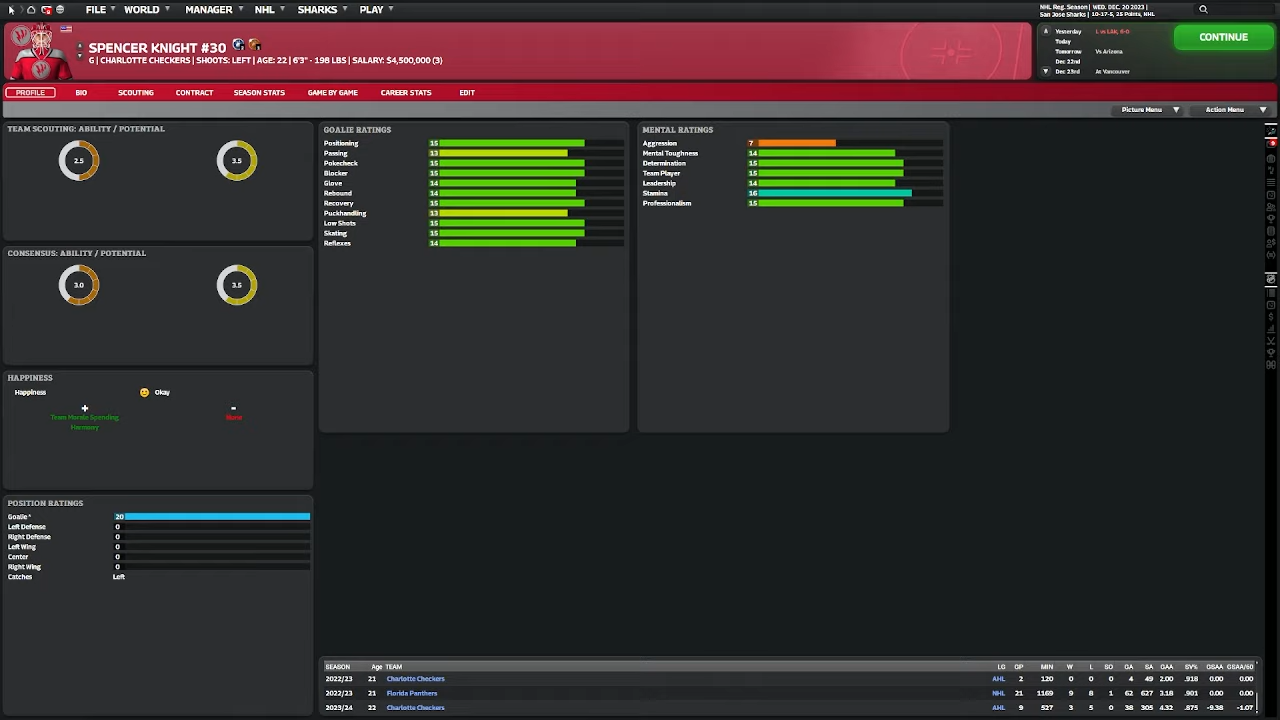 FILE WORLD MANAGER NHL SHARKS PLAY
NHL Reg. Season | WED. DEC. 20 2023 |
San Jose Sharks | 10-17-5, 25 Points, NHL
SPENCER KNIGHT #30
G | CHARLOTTE CHECKERS | SHOOTS: LEFT | AGE: 22 | 6'3" - 198 LBS | SALARY: $4,500,000 (3)
Yesterday L vs LAK, 6-0
Today
Tomorrow Vs Arizona
Dec 22nd
Dec 23rd At Vancouver
CONTINUE
PROFILE BIO SCOUTING CONTRACT SEASON STATS GAME BY GAME CAREER STATS EDIT
Picture Menu Action Menu
TEAM SCOUTING: ABILITY / POTENTIAL
2.5 3.5
CONSENSUS: ABILITY / POTENTIAL
3.0 3.5
HAPPINESS
Happiness Okay
+ -
Team Morale Spending None
Harmony
POSITION RATINGS
Goalie * 20
Left Defense 0
Right Defense 0
Left Wing 0
Center 0
Right Wing 0
Catches Left
GOALIE RATINGS
Positioning 15
Passing 13
Pokecheck 15
Blocker 15
Glove 14
Rebound 14
Recovery 15
Puckhandling 13
Low Shots 15
Skating 15
Reflexes 14
MENTAL RATINGS
Aggression 7
Mental Toughness 14
Determination 15
Team Player 15
Leadership 14
Stamina 16
Professionalism 15
SEASON Age TEAM LG GP MIN W L SO GA SA GAA SV% GSAA GSAA/60
2022/23 21 Charlotte Checkers AHL 2 120 0 0 0 4 49 2.00 .918 0.00 0.00
2022/23 21 Florida Panthers NHL 21 1169 9 8 1 62 627 3.18 .901 0.00 0.00
2023/24 22 Charlotte Checkers AHL 9 527 3 5 0 38 305 4.32 .875 -9.38 -1.07